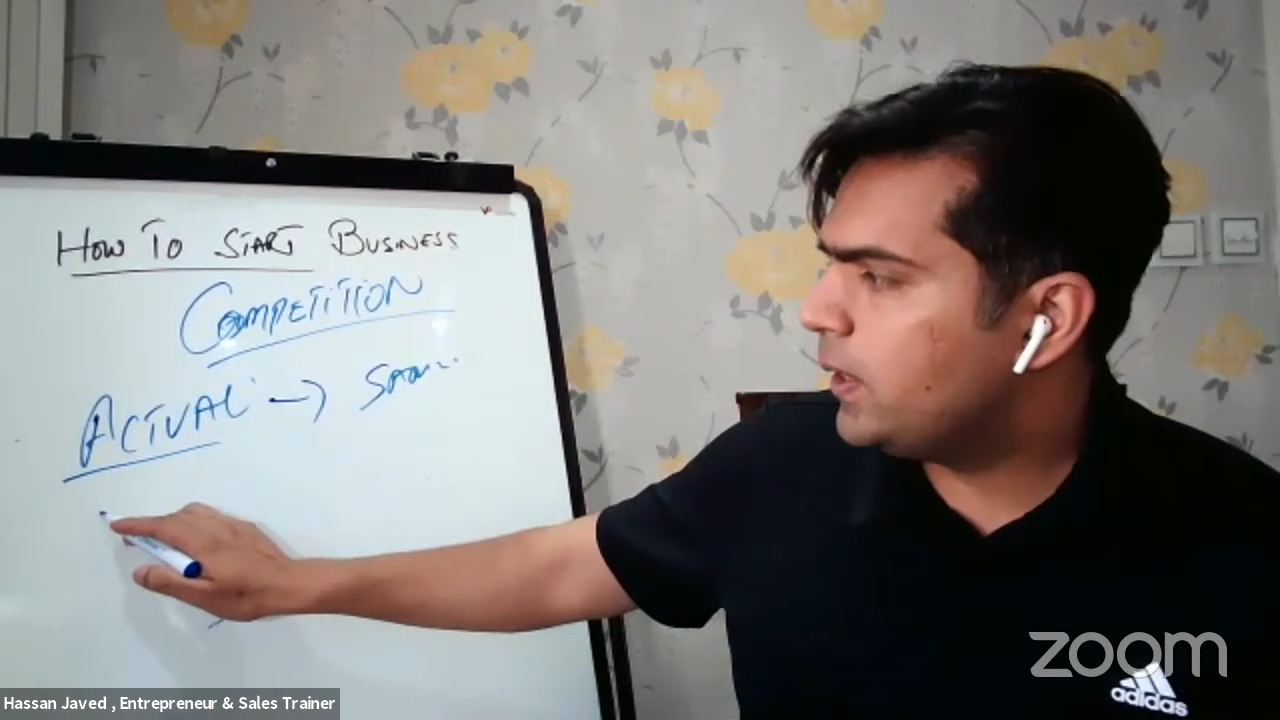 HOW TO START BUSINESS
COMPETITION
ACTUAL →
zoom
adidas
Hassan Javed , Entrepreneur & Sales Trainer